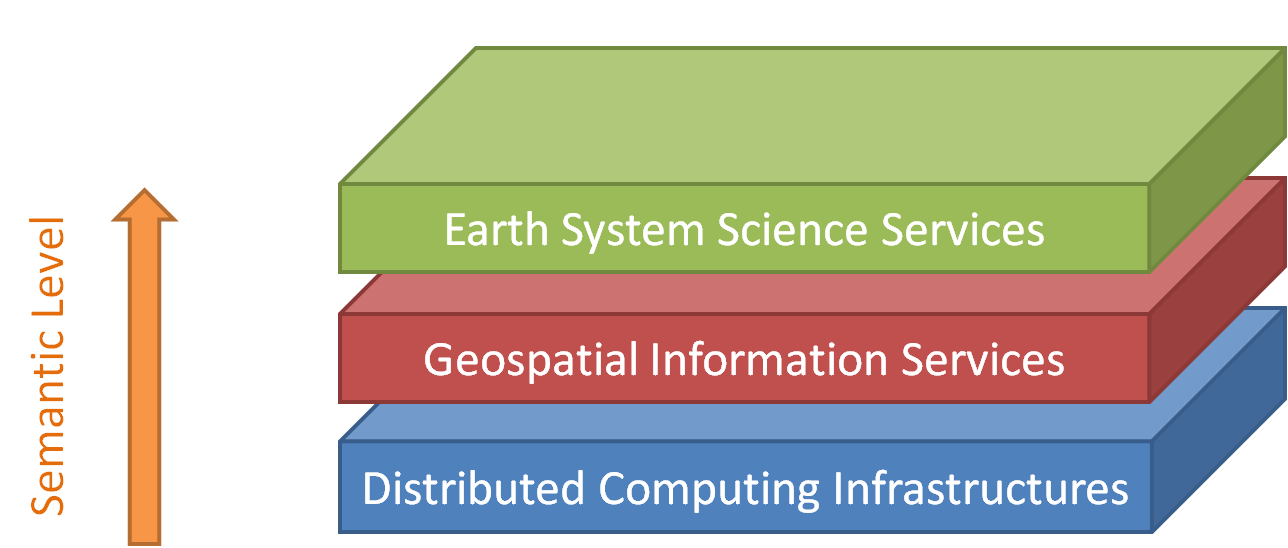 Semantic Level
Earth System Science Services
Geospatial Information Services
Distributed Computing Infrastructures